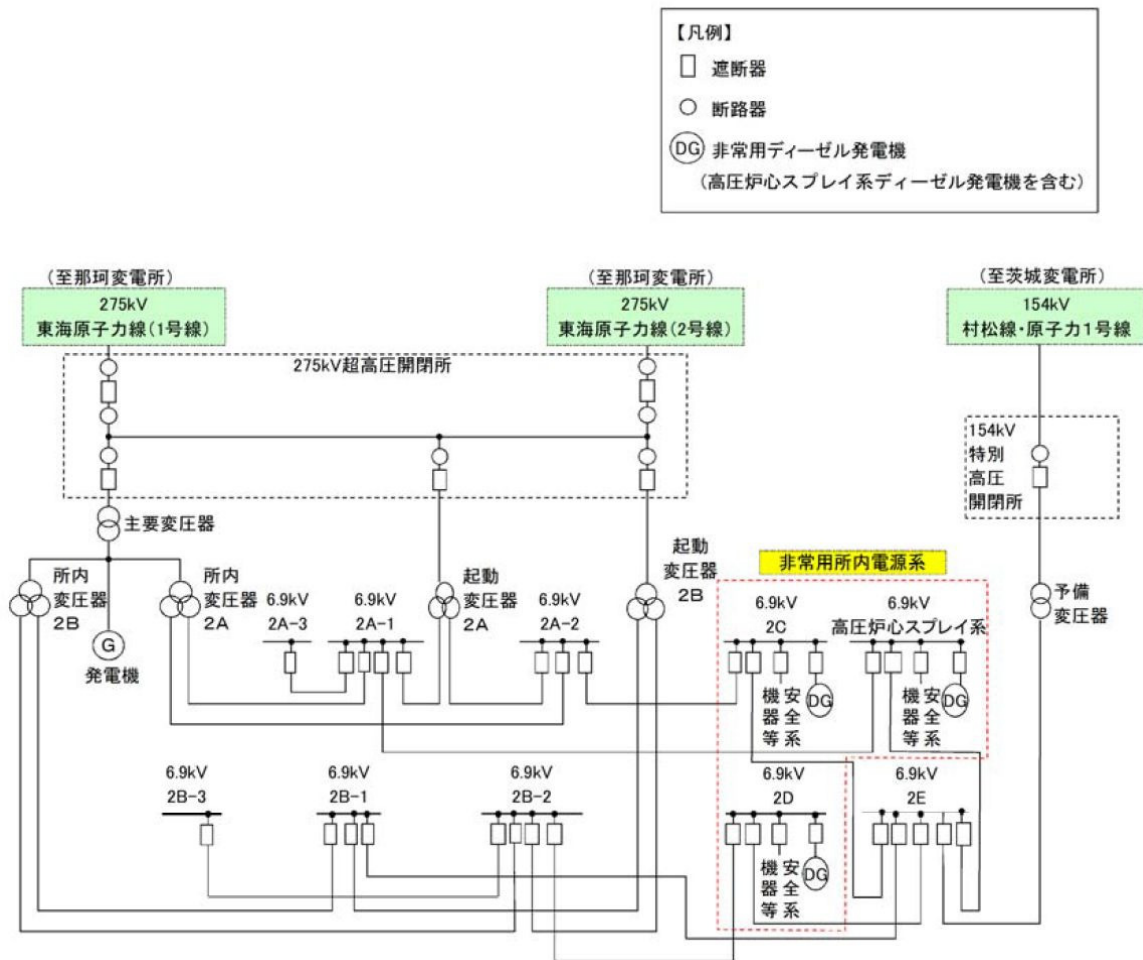 【凡例】
遮断器
断路器
DG 非常用ディーゼル発電機
(高圧炉心スプレイ系ディーゼル発電機を含む)
(至那珂変電所)
275kV
東海原子力線(1号線)
(至那珂変電所)
275kV
東海原子力線(2号線)
(至茨城変電所)
154kV
村松線・原子力1号線
275kV超高圧開閉所
154kV
特別
高圧
開閉所
主要変圧器
所内
変圧器
2B
所内
変圧器
2A
G
発電機
起動
変圧器
2A
起動
変圧器
2B
予備
変圧器
非常用所内電源系
6.9kV
2A-3
6.9kV
2A-1
6.9kV
2A-2
6.9kV
2C
6.9kV
高圧炉心スプレイ系
安全系
機器等
DG
安全系
機器等
DG
6.9kV
2B-3
6.9kV
2B-1
6.9kV
2B-2
6.9kV
2D
6.9kV
2E
安全系
機器等
DG